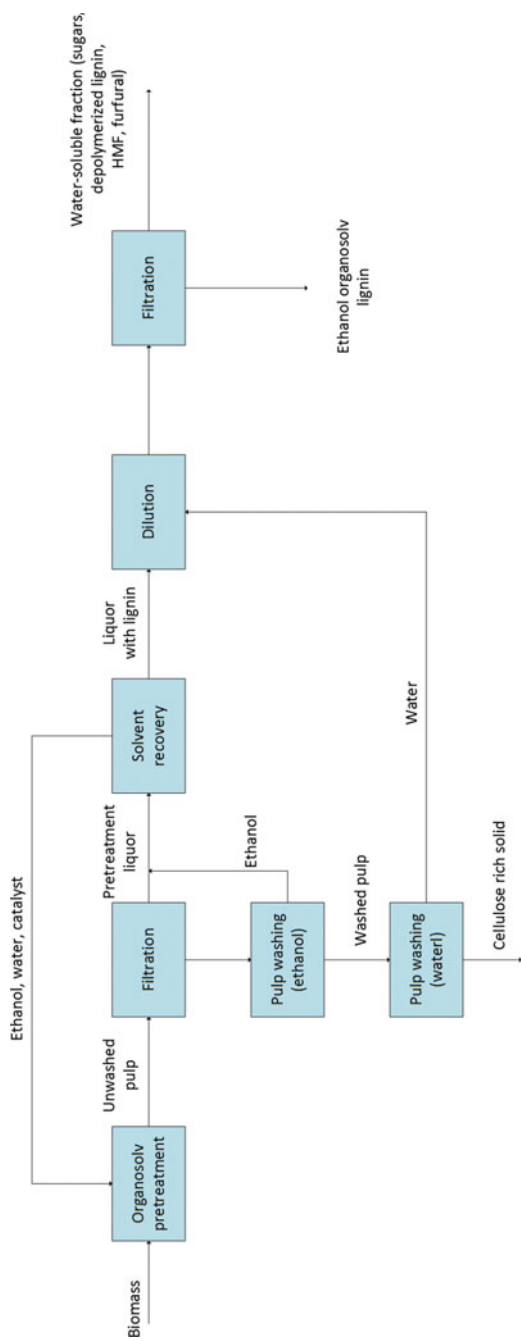 Biomass
Organosolv
pretreatment
Ethanol, water, catalyst
Unwashed
pulp
Filtration
Pretreatment
liquor
Solvent
recovery
Liquor
with lignin
Dilution
Filtration
Water-soluble fraction (sugars,
depolymerized lignin,
HMF, furfural)
Ethanol organosolv
lignin
Pulp washing
(ethanol)
Ethanol
Washed pulp
Pulp washing
(waterl)
Water
Cellulose rich solid